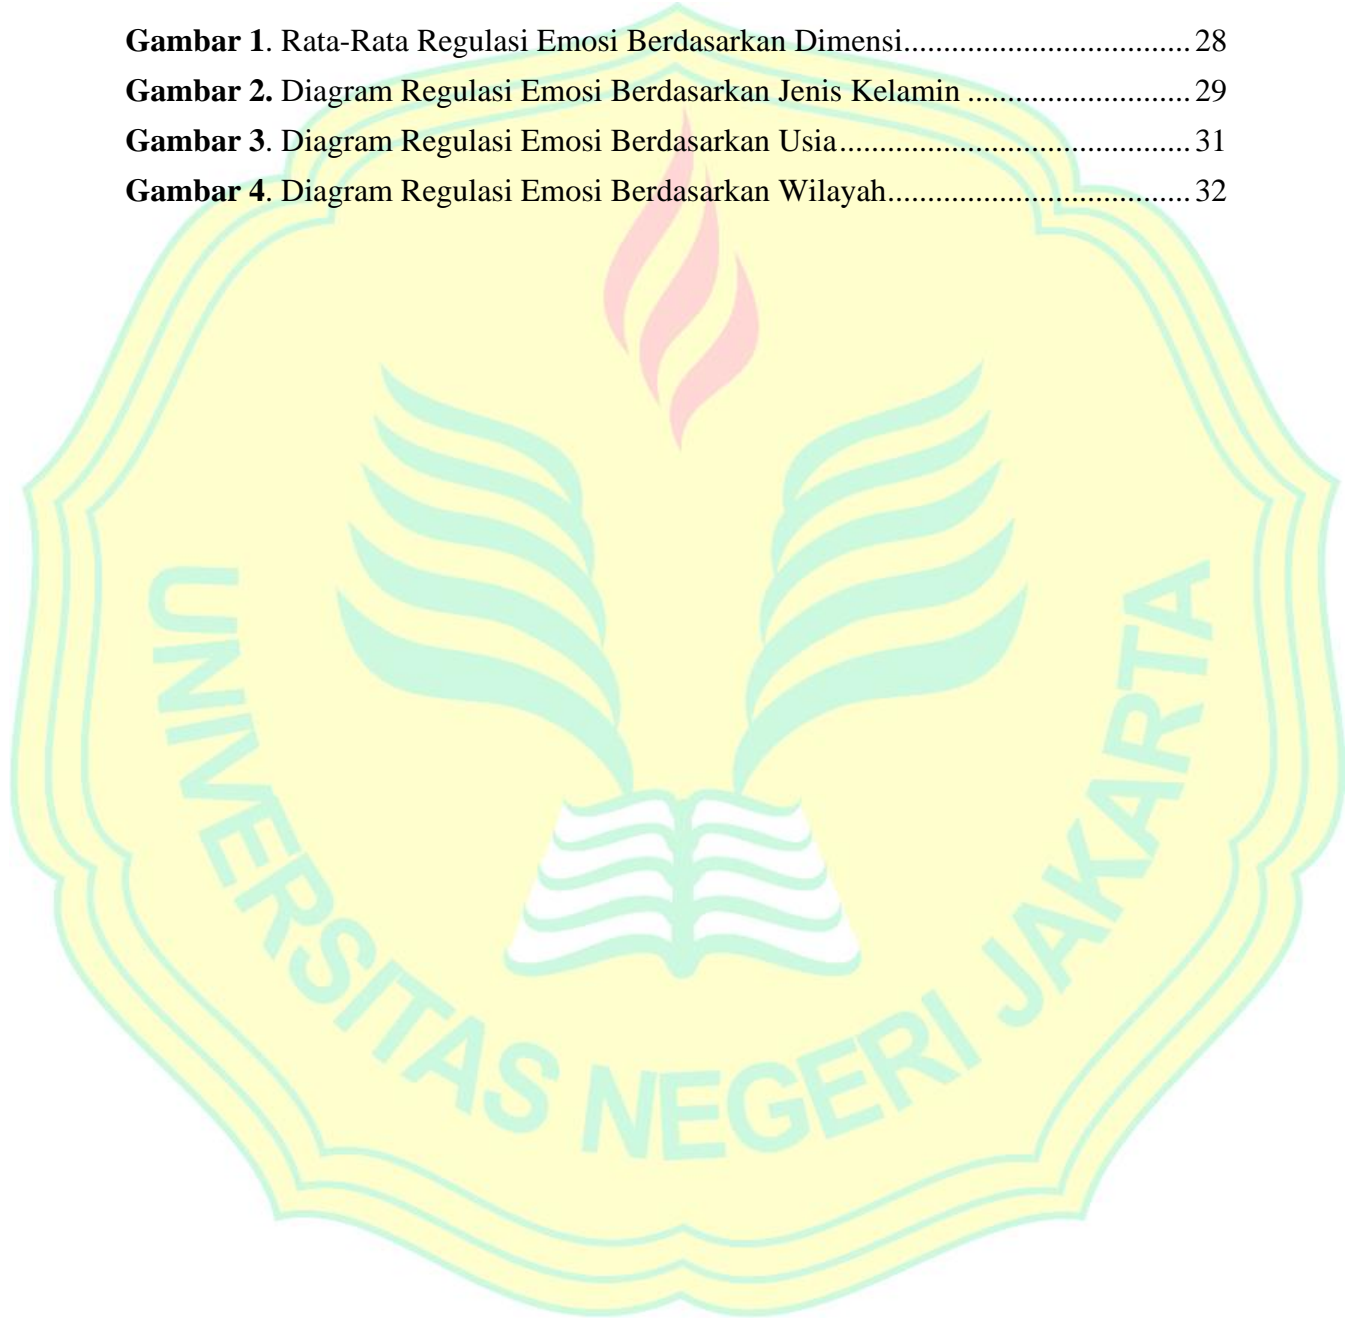 Gambar 1. Rata-Rata Regulasi Emosi Berdasarkan Dimensi.................................... 28
Gambar 2. Diagram Regulasi Emosi Berdasarkan Jenis Kelamin ............................ 29
Gambar 3. Diagram Regulasi Emosi Berdasarkan Usia............................................ 31
Gambar 4. Diagram Regulasi Emosi Berdasarkan Wilayah...................................... 32
UNIVERSITAS NEGERI JAKARTA